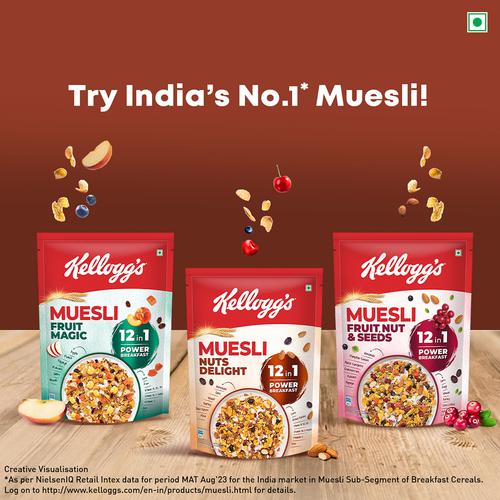 Try India's No.1* Muesli!
Kellogg's
MUESLI
FRUIT
MAGIC
12 in 1
POWER
BREAKFAST
Kellogg's
MUESLI
NUTS
DELIGHT
12 in 1
POWER
BREAKFAST
Kellogg's
MUESLI
FRUIT, NUT
& SEEDS
12 in 1
POWER
BREAKFAST
Creative Visualisation
*As per NielsenIQ Retail Intex data for period MAT Aug'23 for the India market in Muesli Sub-Segment of Breakfast Cereals.
Log on to http://www.kelloggs.com/en-in/products/muesli.html for details.